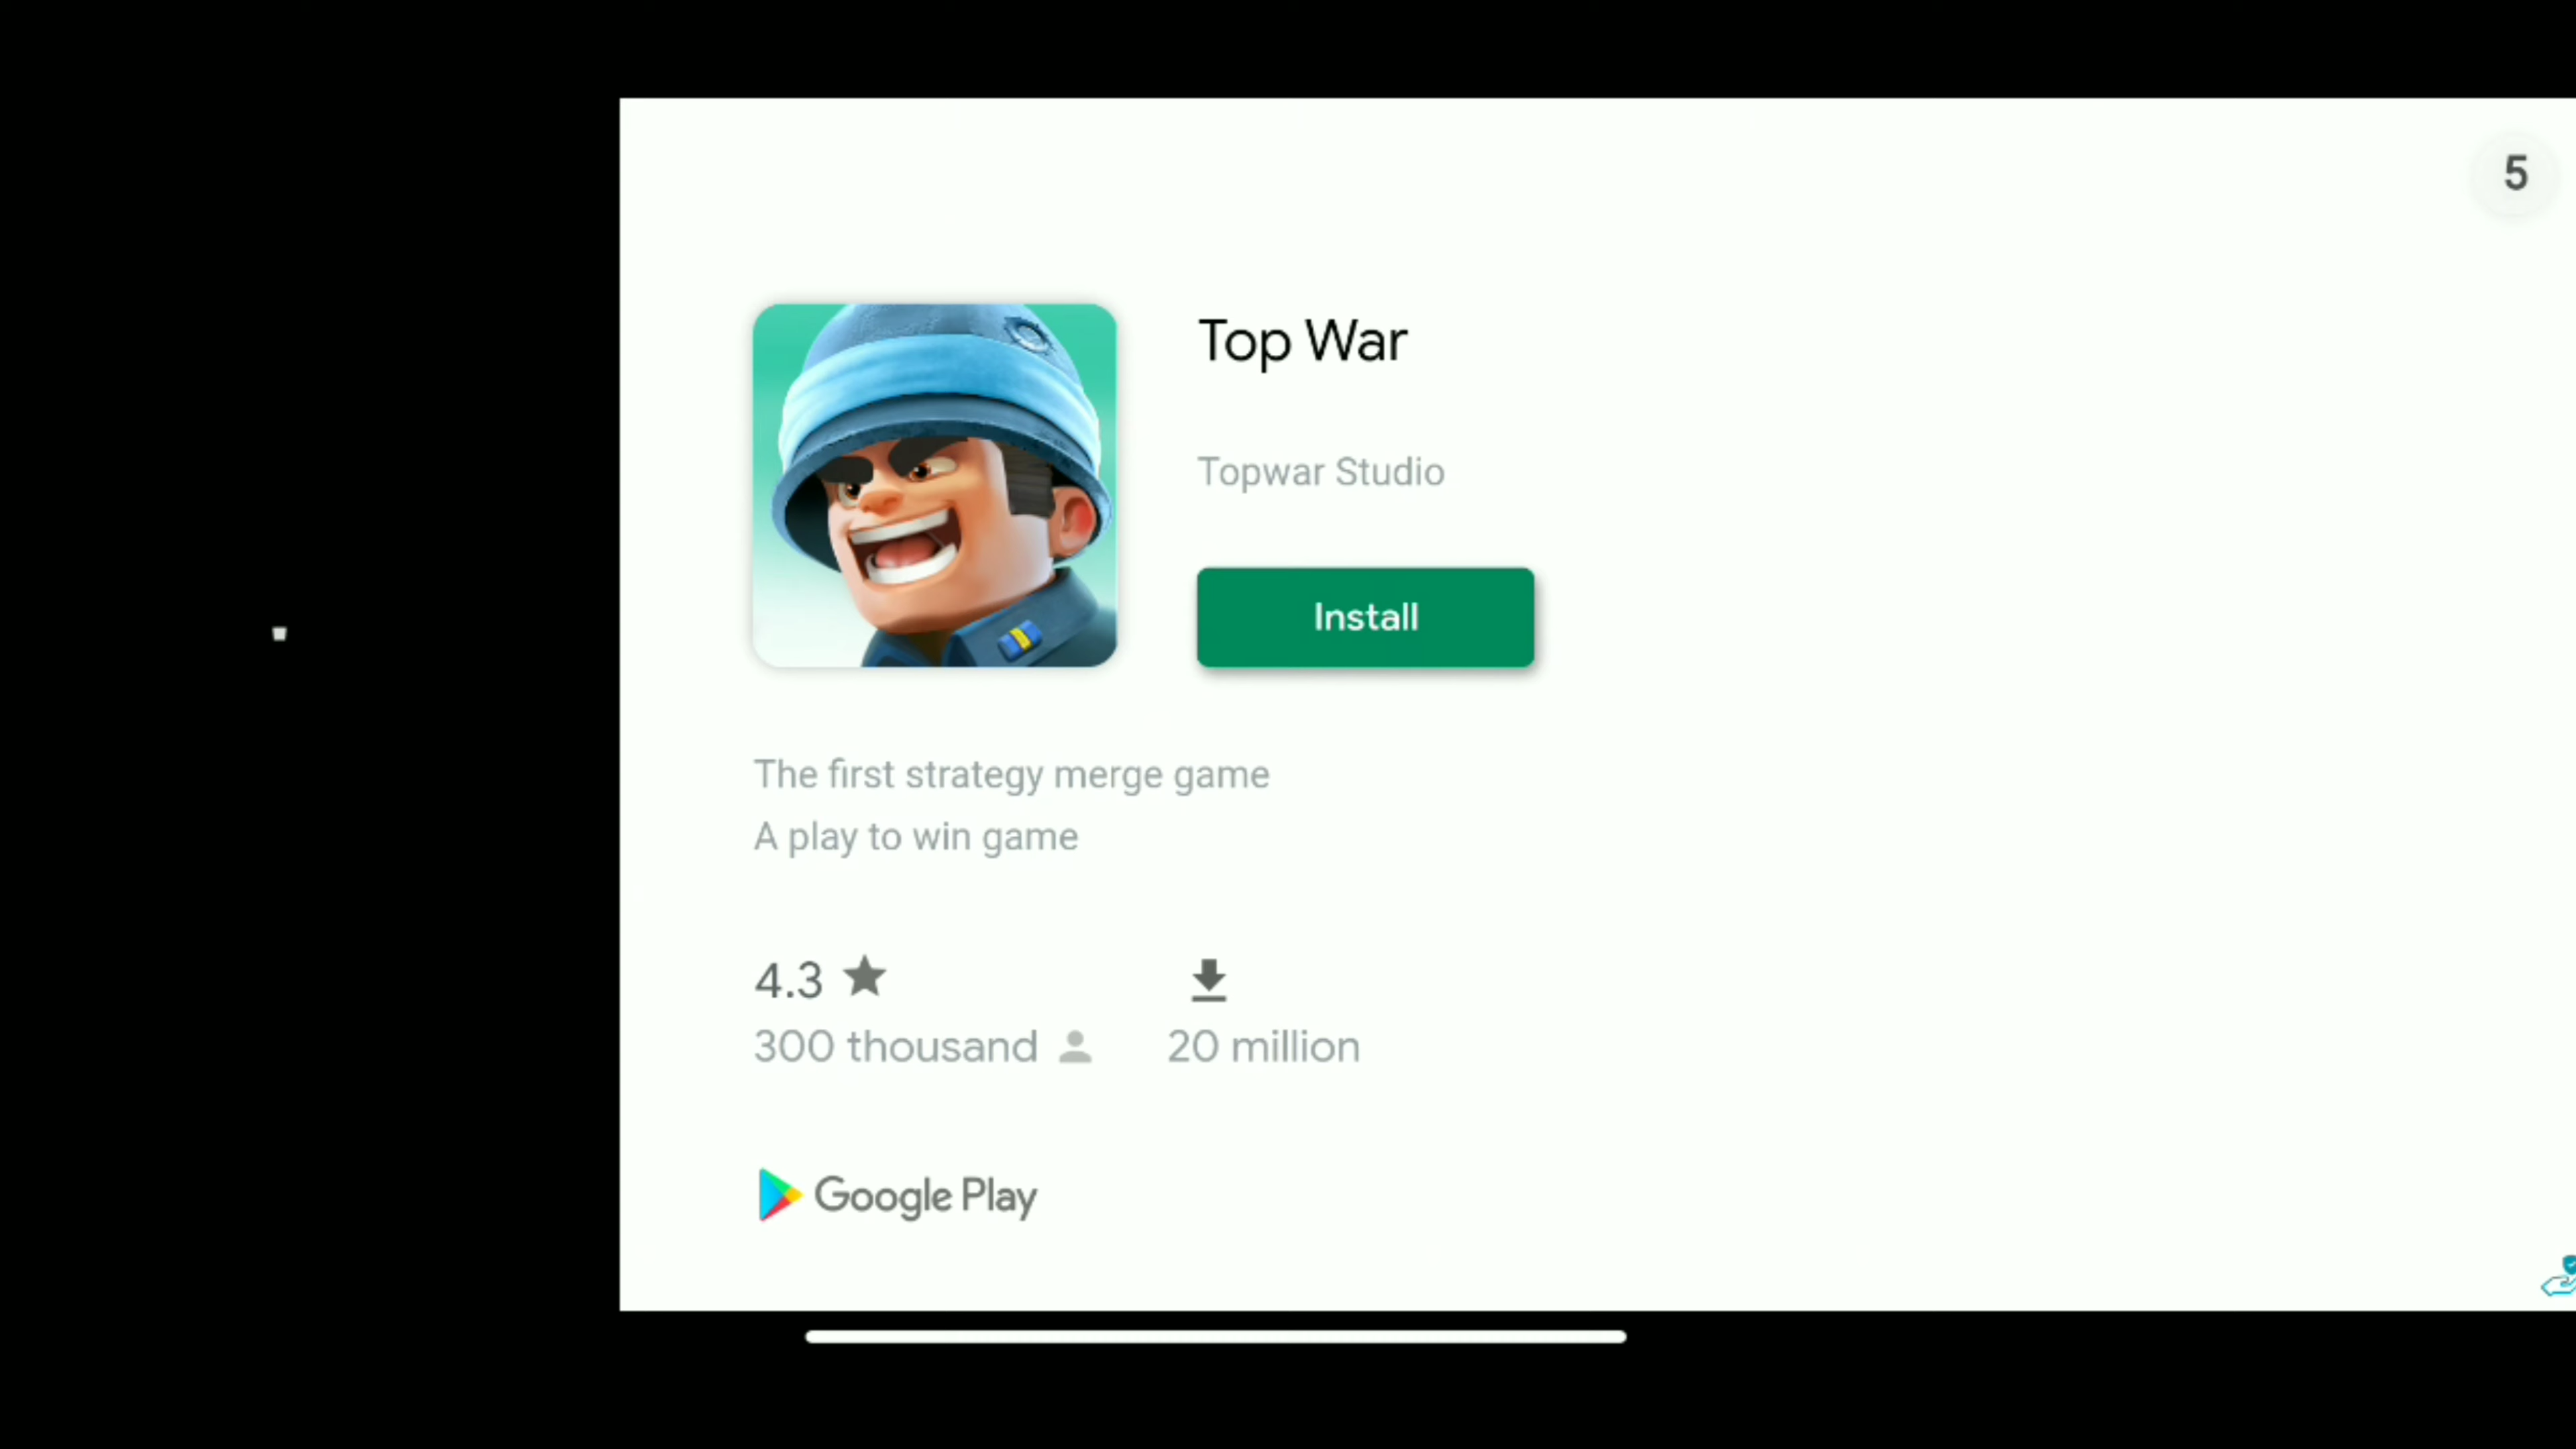 5
Top War
Topwar Studio
Install
The first strategy merge game
A play to win game
4.3
300 thousand
20 million
Google Play